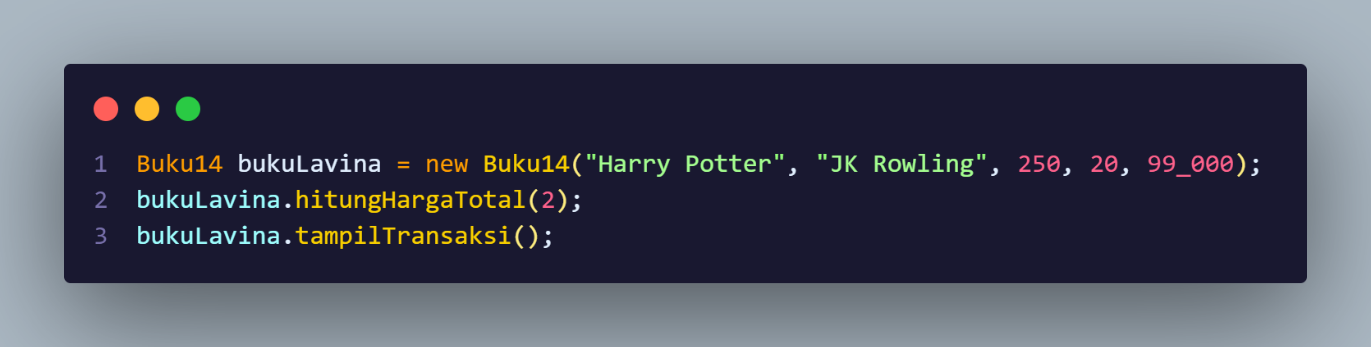 1 Buku14 bukuLavina = new Buku14("Harry Potter", "JK Rowling", 250, 20, 99_000);
2 bukuLavina.hitungHargaTotal(2);
3 bukuLavina.tampilTransaksi();